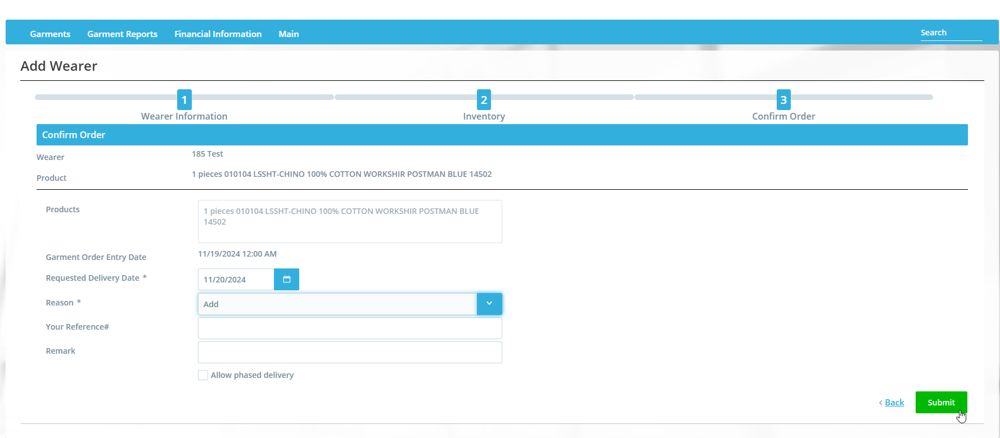 Garments Garment Reports Financial Information Main Search
Add Wearer
1 2 3
Wearer Information Inventory Confirm Order
Confirm Order
Wearer 185 Test
Product 1 pieces 010104 LSSHT-CHINO 100% COTTON WORKSHIR POSTMAN BLUE 14502
Products 1 pieces 010104 LSSHT-CHINO 100% COTTON WORKSHIR POSTMAN BLUE
14502
Garment Order Entry Date 11/19/2024 12:00 AM
Requested Delivery Date * 11/20/2024
Reason * Add
Your Reference#
Remark
Allow phased delivery
< Back Submit